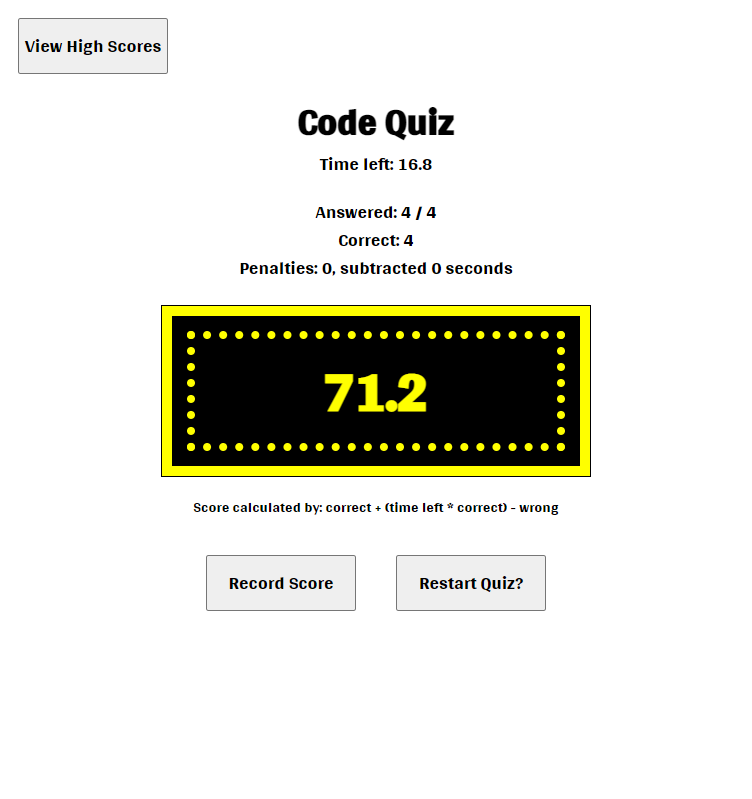 View High Scores
Code Quiz
Time left: 16.8
Answered: 4 / 4
Correct: 4
Penalties: 0, subtracted 0 seconds
71.2
Score calculated by: correct + (time left * correct) - wrong
Record Score
Restart Quiz?